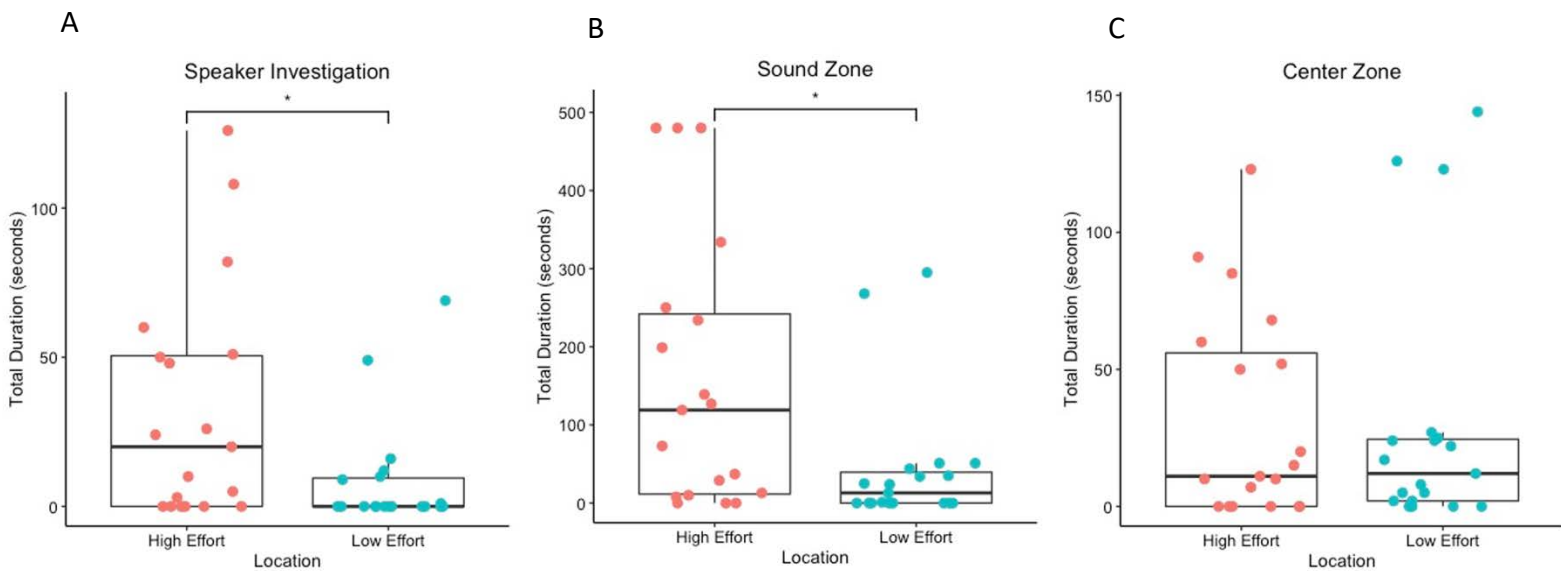 A
Speaker Investigation
*
Total Duration (seconds)
100
50
0
High Effort
Low Effort
Location
B
Sound Zone
*
Total Duration (seconds)
500
400
300
200
100
0
High Effort
Low Effort
Location
C
Center Zone
Total Duration (seconds)
150
100
50
0
High Effort
Low Effort
Location